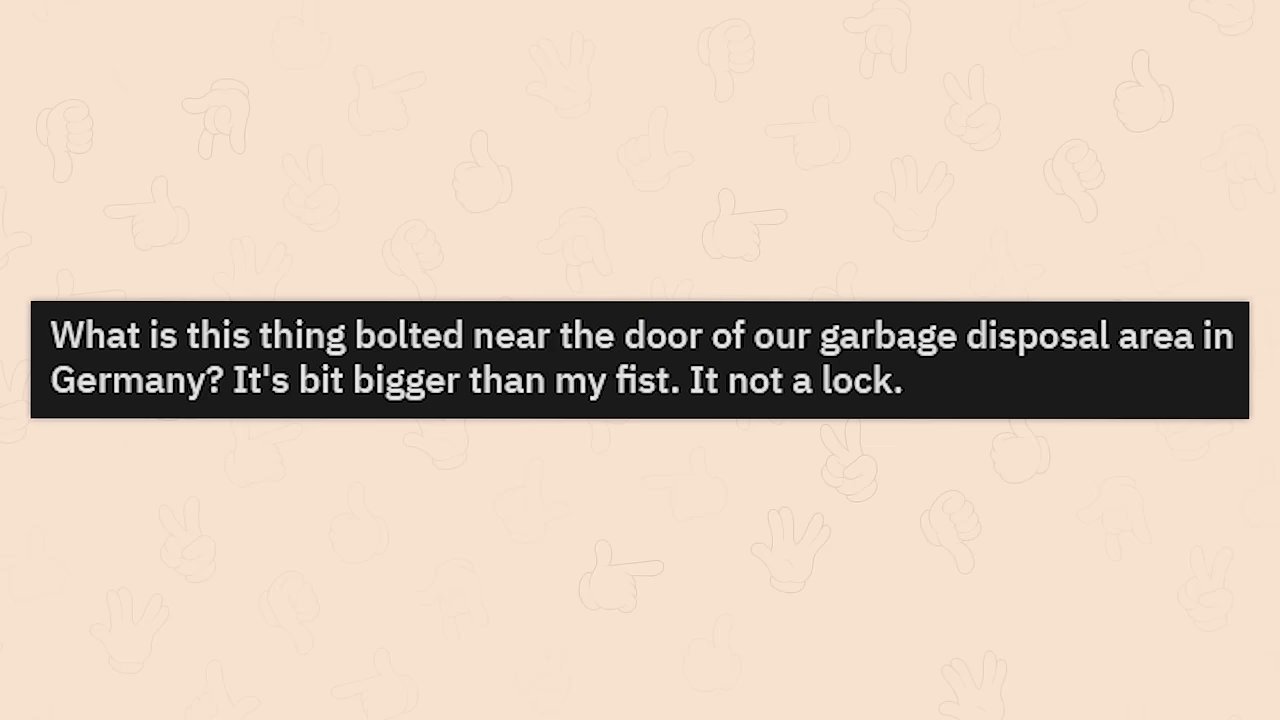 What is this thing bolted near the door of our garbage disposal area in
Germany? It's bit bigger than my fist. It not a lock.